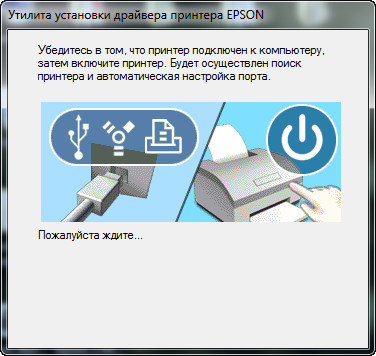 Утилита установки драйвера принтера EPSON
Убедитесь в том, что принтер подключен к компьютеру,
затем включите принтер. Будет осуществлен поиск
принтера и автоматическая настройка порта.
Пожалуйста ждите...